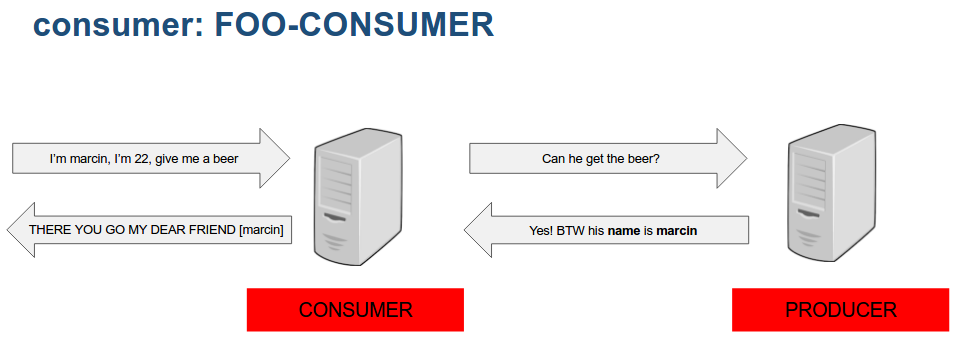 consumer: FOO-CONSUMER
I'm marcin, I'm 22, give me a beer
Can he get the beer?
THERE YOU GO MY DEAR FRIEND [marcin]
Yes! BTW his name is marcin
CONSUMER
PRODUCER